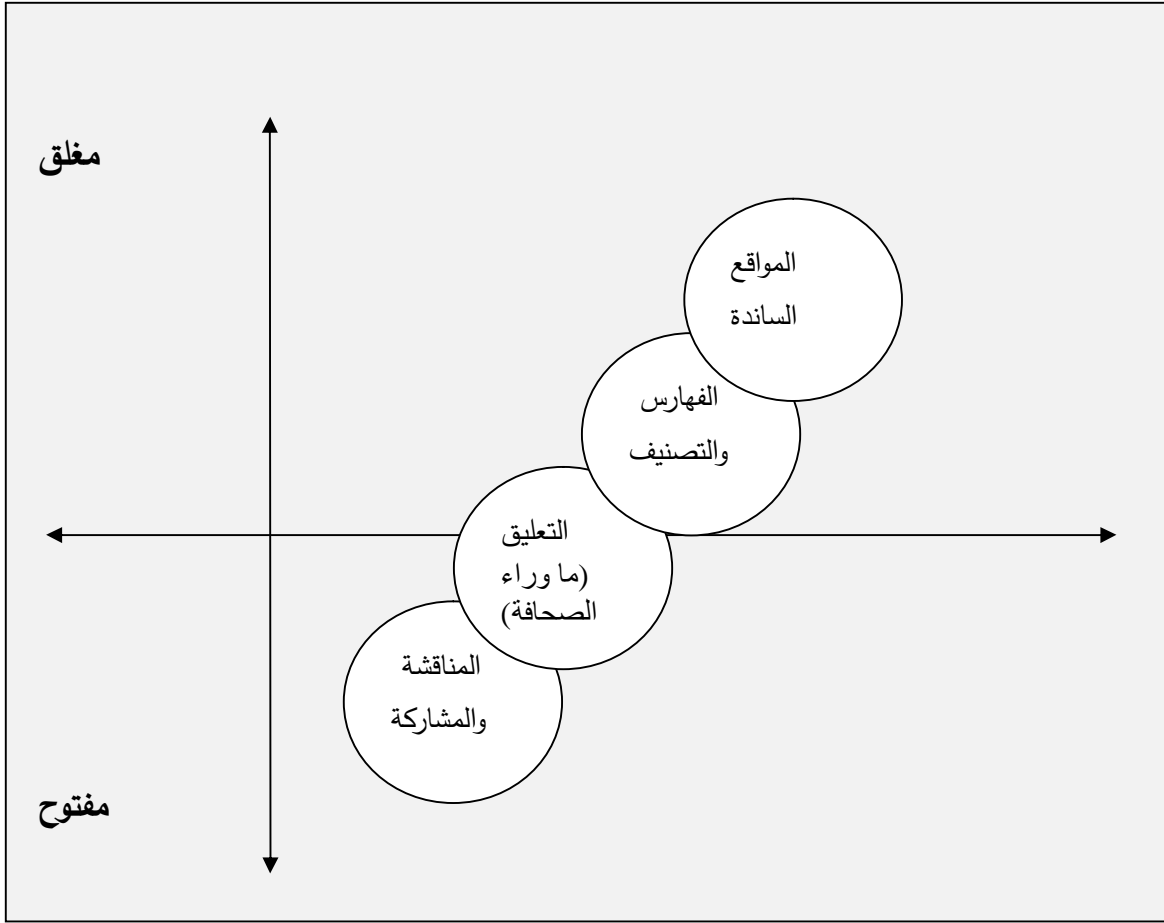 مغلق
المواقع
الساندة
الفهارس
والتصنيف
التعليق
(ما وراء
الصحافة)
المناقشة
والمشاركة
مفتوح